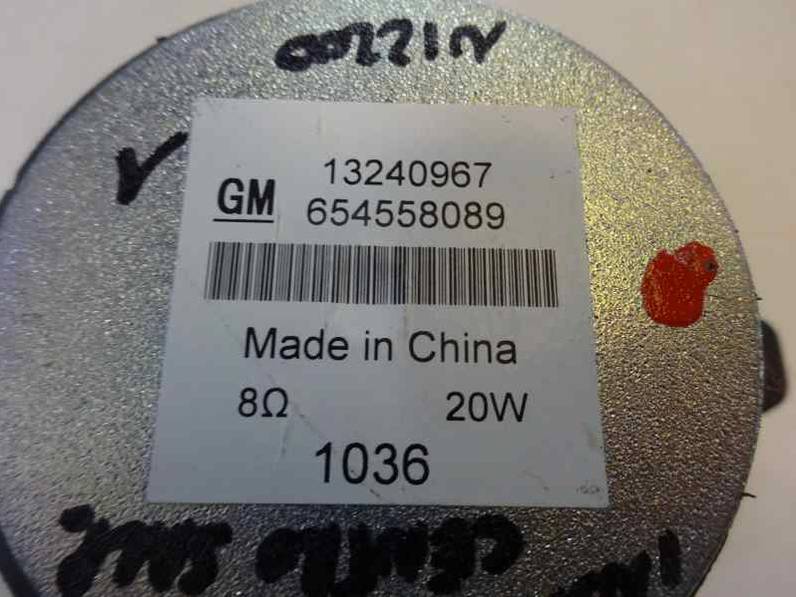 13240967
GM 654558089
Made in China
8Ω 20W
1036